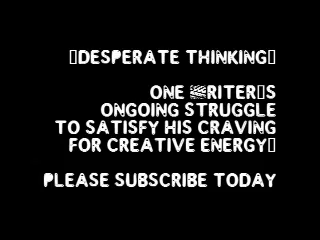 DESPERATE THINKING
ONE WRITER'S
ONGOING STRUGGLE
TO SATISFY HIS CRAVING
FOR CREATIVE ENERGY
PLEASE SUBSCRIBE TODAY